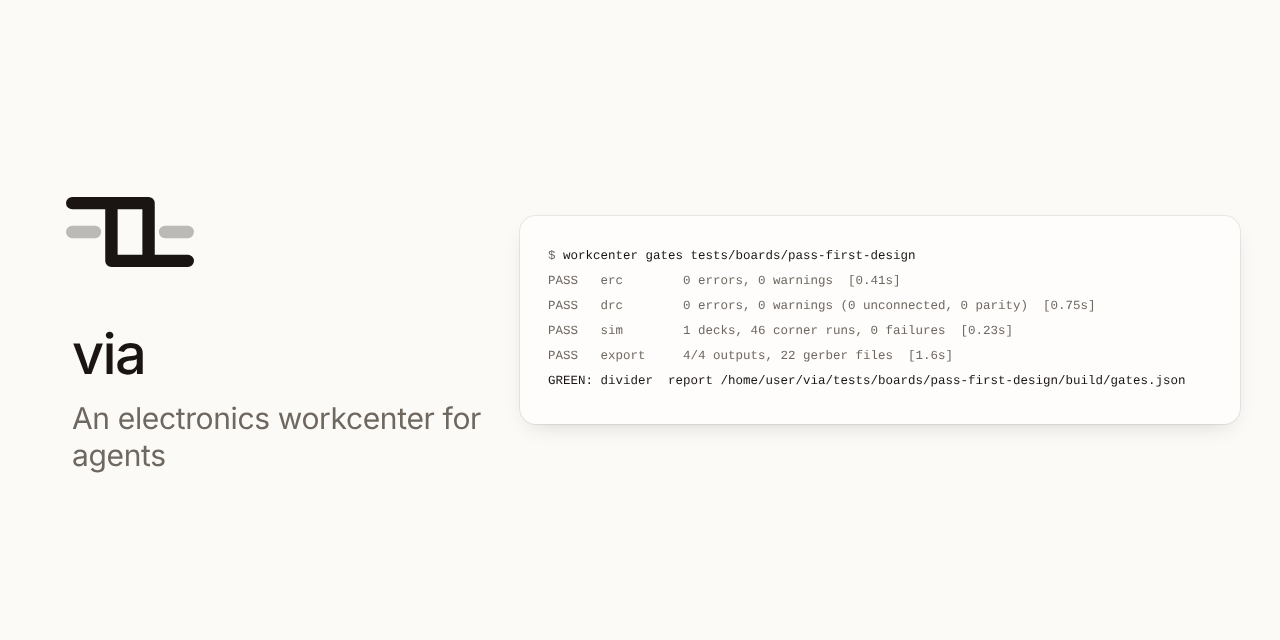 via
An electronics workcenter for
agents
$ workcenter gates tests/boards/pass-first-design
PASS   erc        0 errors, 0 warnings  [0.41s]
PASS   drc        0 errors, 0 warnings (0 unconnected, 0 parity)  [0.75s]
PASS   sim        1 decks, 46 corner runs, 0 failures  [0.23s]
PASS   export     4/4 outputs, 22 gerber files  [1.6s]
GREEN: divider  report /home/user/via/tests/boards/pass-first-design/build/gates.json